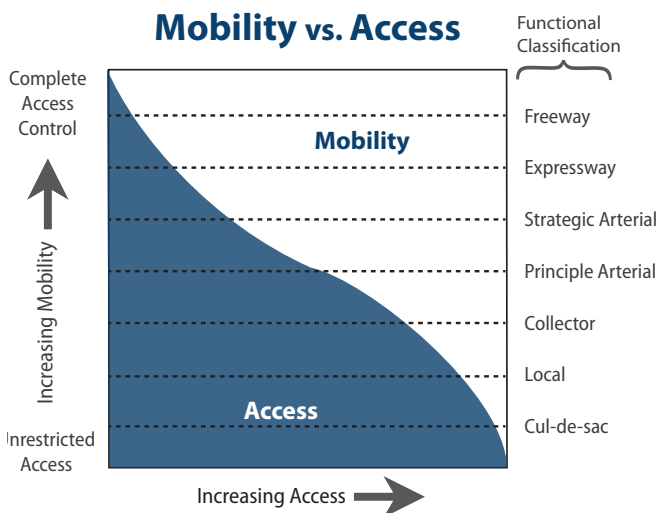 Mobility vs. Access
Functional
Classification
Complete
Access
Control
Freeway
Mobility
Expressway
Strategic Arterial
Increasing Mobility
Principle Arterial
Collector
Local
Access
Cul-de-sac
nrestricted
Access
Increasing Access